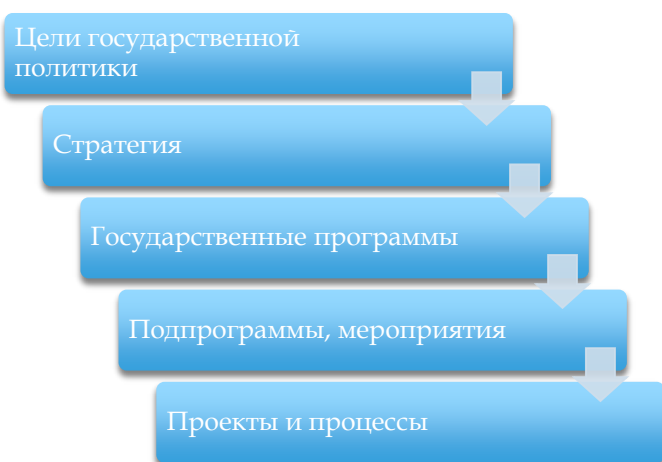 Цели государственной
политики
Стратегия
Государственные программы
Подпрограммы, мероприятия
Проекты и процессы